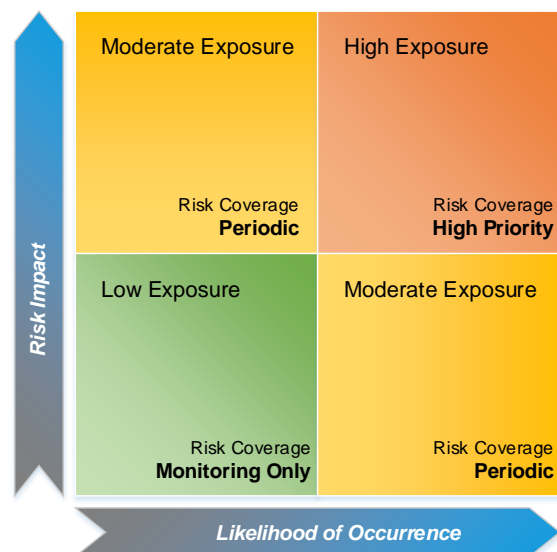 Moderate Exposure
High Exposure
Risk Coverage
Periodic
Risk Coverage
High Priority
Risk Impact
Low Exposure
Moderate Exposure
Risk Coverage
Monitoring Only
Risk Coverage
Periodic
Likelihood of Occurrence